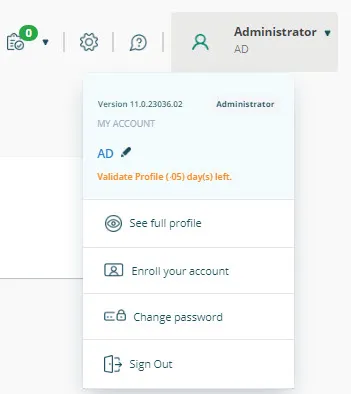 0
Administrator
AD
Version 11.0.23036.02 Administrator
MY ACCOUNT
AD
Validate Profile (-05) day(s) left.
See full profile
Enroll your account
Change password
Sign Out